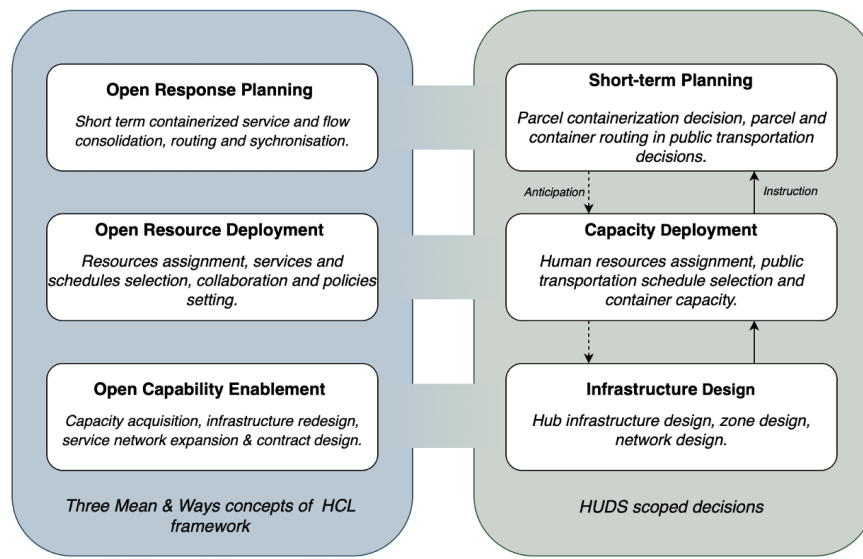 Open Response Planning
Short term containerized service and flow
consolidation, routing and sychronisation.
Open Resource Deployment
Resources assignment, services and
schedules selection, collaboration and policies
setting.
Open Capability Enablement
Capacity acquisition, infrastructure redesign,
service network expansion & contract design.
Three Mean & Ways concepts of HCL
framework
Short-term Planning
Parcel containerization decision, parcel and
container routing in public transportation
decisions.
Anticipation
Instruction
Capacity Deployment
Human resources assignment, public
transportation schedule selection and
container capacity.
Infrastructure Design
Hub infrastructure design, zone design,
network design.
HUDS scoped decisions